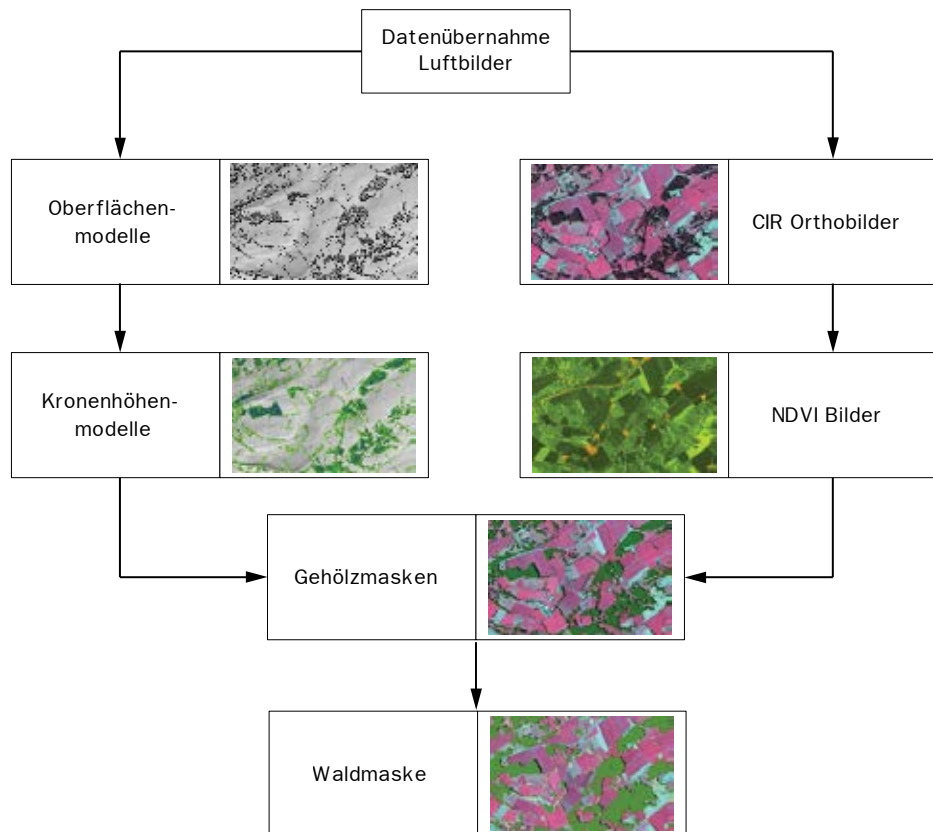 Datenübernahme
Luftbilder
Oberflächen-
modelle
CIR Orthobilder
Kronenhöhen-
modelle
NDVI Bilder
Gehölzmasken
Waldmaske